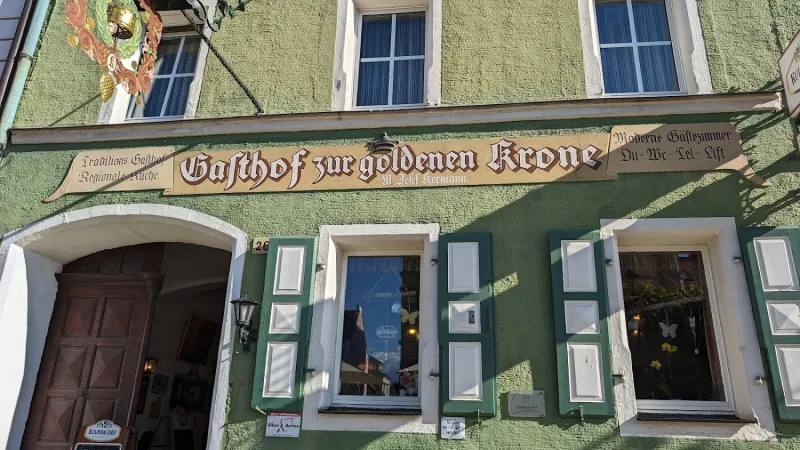 Traditions Gasthof
Regionale Küche
Gasthof zur goldenen Krone
M. Josef Kormann
Moderne Gästezimmer
Du-Wc-Tel-Lift
26